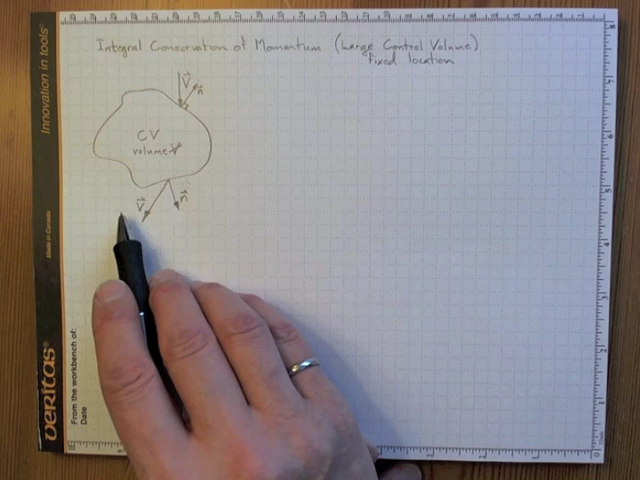 Integral Conservation of Momentum (Large Control Volume)
fixed location
V n
CV
volume V
V n
Innovation in tools
Made in Canada
veritas
From the workbench of:
Date